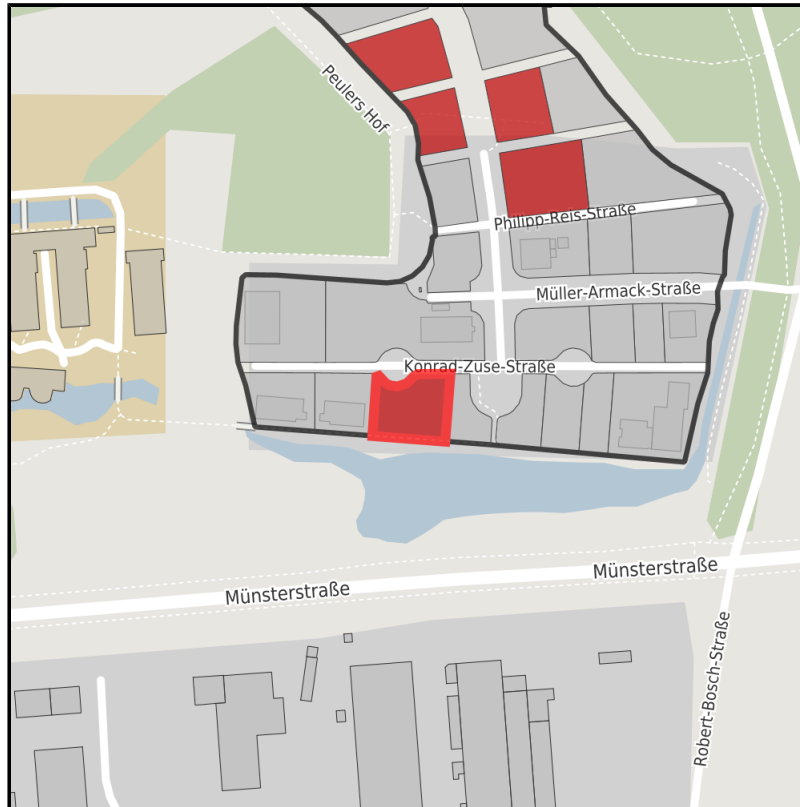 Peulers Hof
Philipp-Reis-Straße
Müller-Armack-Straße
Konrad-Zuse-Straße
Münsterstraße
Münsterstraße
Robert-Bosch-Straße